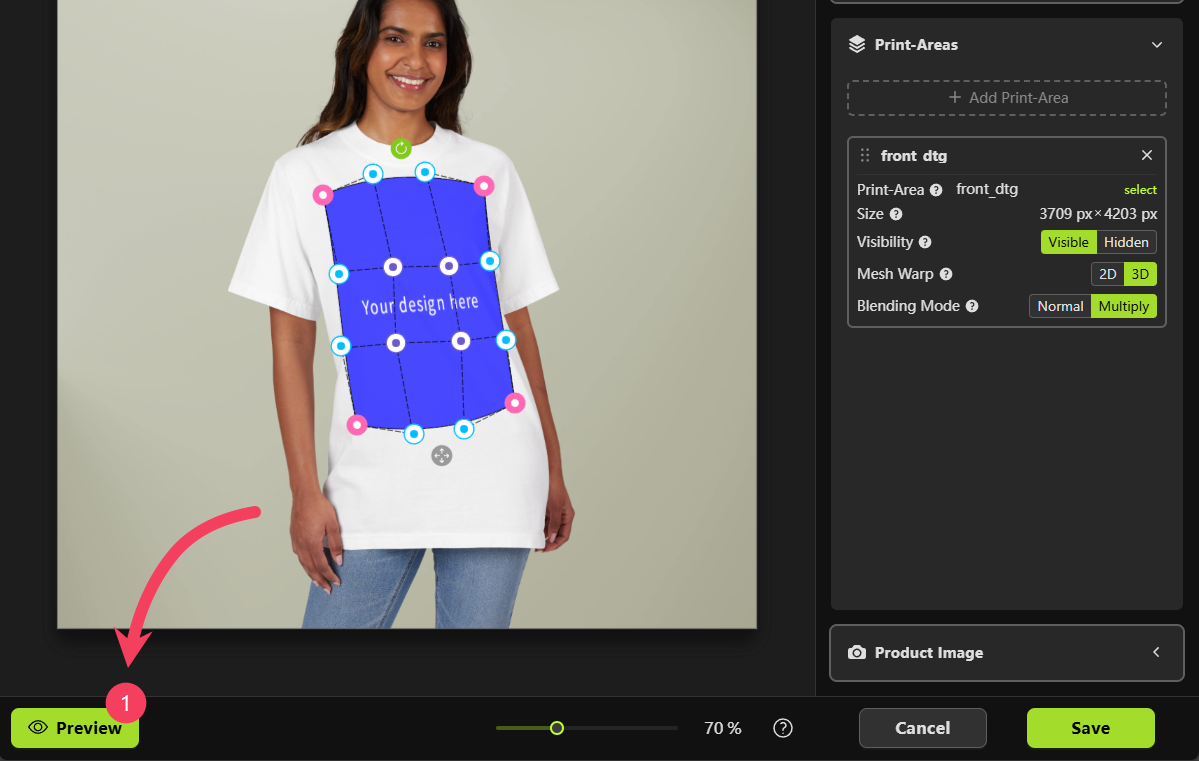 Print-Areas
+ Add Print-Area
front dtg
Print-Area ? front_dtg select
Size ? 3709 px × 4203 px
Visibility ? Visible Hidden
Mesh Warp ? 2D 3D
Blending Mode ? Normal Multiply
Your design here
Product Image
1
Preview
70 %
?
Cancel
Save